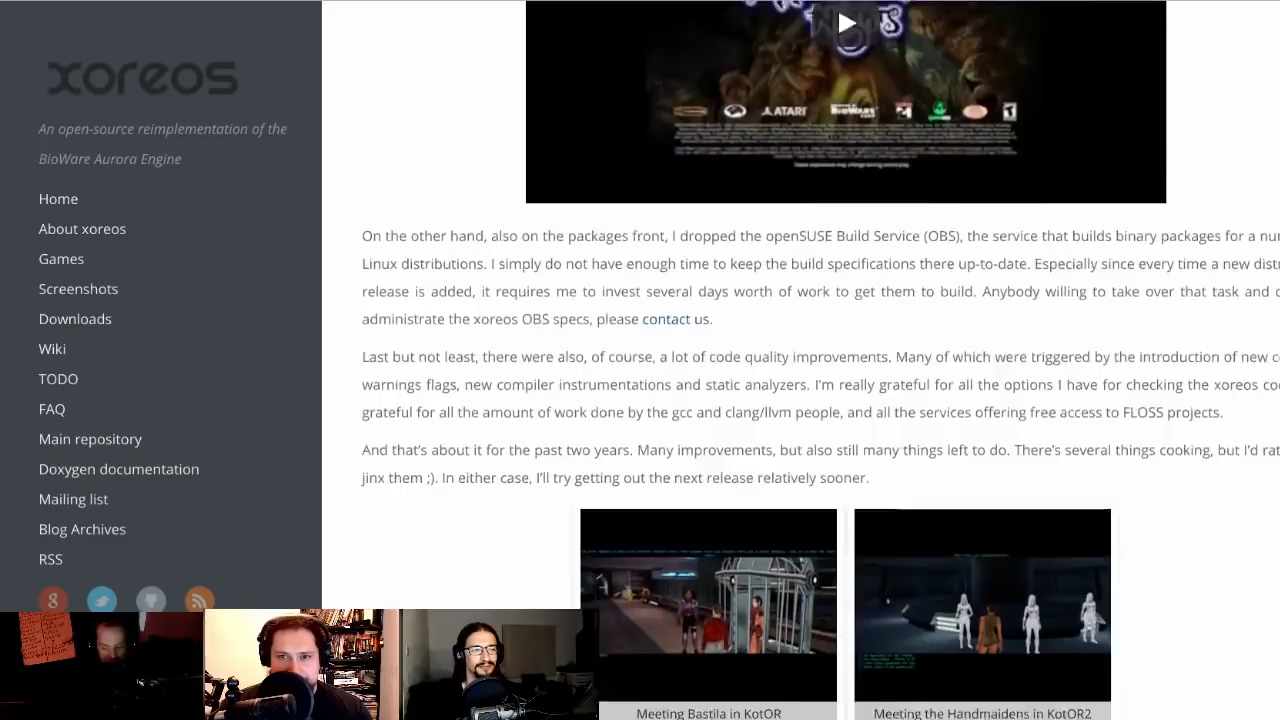 xoreos
An open-source reimplementation of the
BioWare Aurora Engine
Home
About xoreos
Games
Screenshots
Downloads
Wiki
TODO
FAQ
Main repository
Doxygen documentation
Mailing list
Blog Archives
RSS
ATARI
BIOWARE
On the other hand, also on the packages front, I dropped the openSUSE Build Service (OBS), the service that builds binary packages for a nu
Linux distributions. I simply do not have enough time to keep the build specifications there up-to-date. Especially since every time a new dist
release is added, it requires me to invest several days worth of work to get them to build. Anybody willing to take over that task and
administrate the xoreos OBS specs, please contact us.
Last but not least, there were also, of course, a lot of code quality improvements. Many of which were triggered by the introduction of new c
warnings flags, new compiler instrumentations and static analyzers. I'm really grateful for all the options I have for checking the xoreos co
grateful for all the amount of work done by the gcc and clang/llvm people, and all the services offering free access to FLOSS projects.
And that's about it for the past two years. Many improvements, but also still many things left to do. There's several things cooking, but I'd rat
jinx them ;). In either case, I'll try getting out the next release relatively sooner.
Meeting Bastila in KotOR
Meeting the Handmaidens in KotOR2